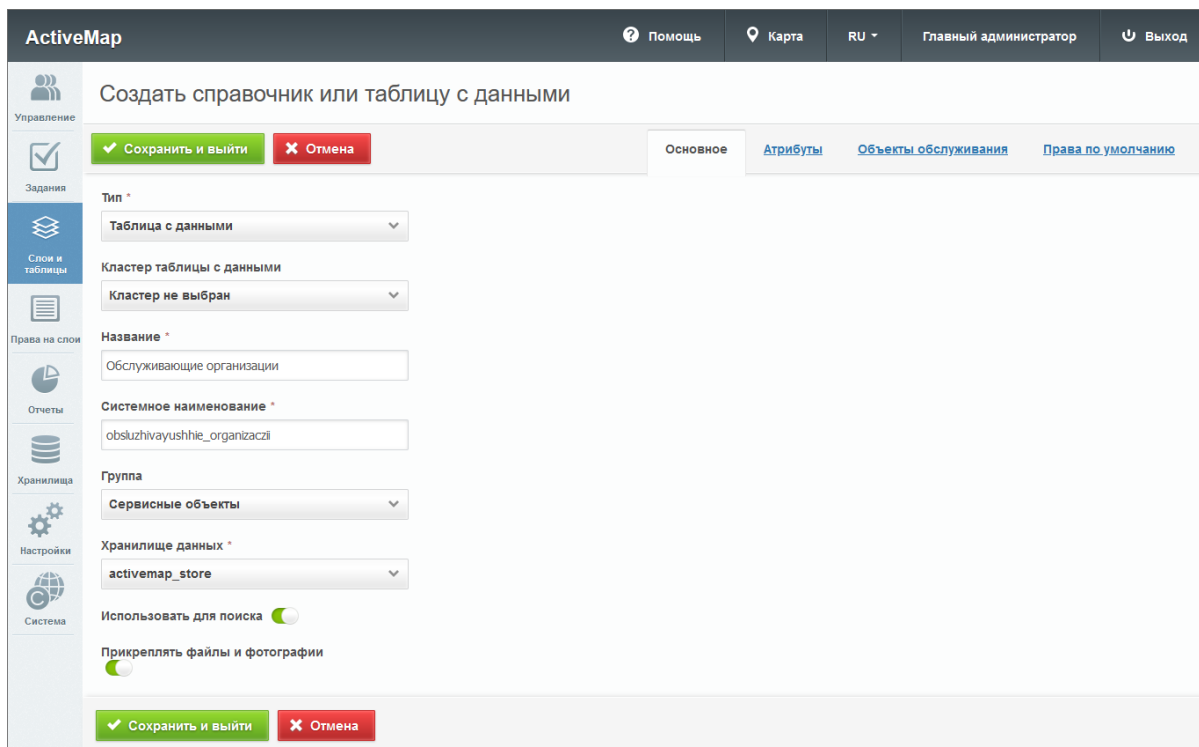 ActiveMap
Помощь
Карта
RU
Главный администратор
Выход
Управление
Задания
Слои и
таблицы
Права на слои
Отчеты
Хранилища
Настройки
Система
Создать справочник или таблицу с данными
Сохранить и выйти
Отмена
Основное
Атрибуты
Объекты обслуживания
Права по умолчанию
Тип *
Таблица с данными
Кластер таблицы с данными
Кластер не выбран
Название *
Обслуживающие организации
Системное наименование *
obsluzhivayushhie_organizaczii
Группа
Сервисные объекты
Хранилище данных *
activemap_store
Использовать для поиска
Прикреплять файлы и фотографии
Сохранить и выйти
Отмена